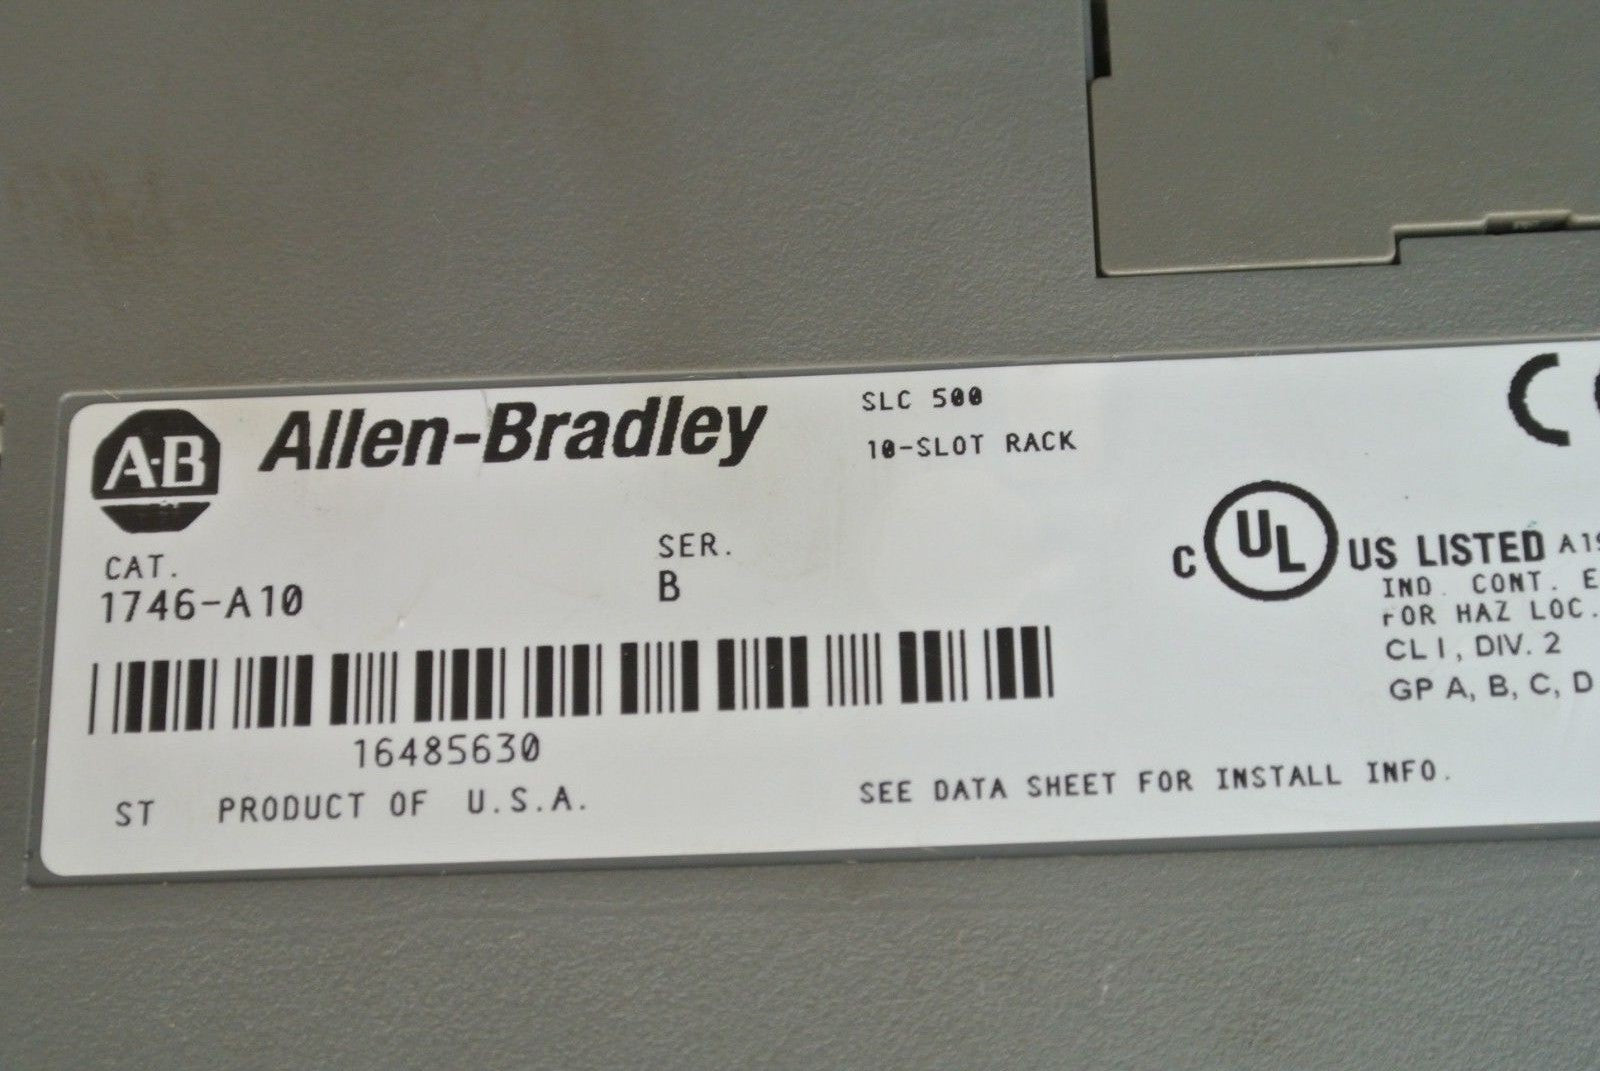 A-B Allen-Bradley
SLC 500
10-SLOT RACK
CAT.
1746-A10
SER.
B
16485630
ST PRODUCT OF U.S.A.
SEE DATA SHEET FOR INSTALL INFO.
C UL US LISTED
IND. CONT.
FOR HAZ LOC.
CL I, DIV. 2
GP A, B, C, D